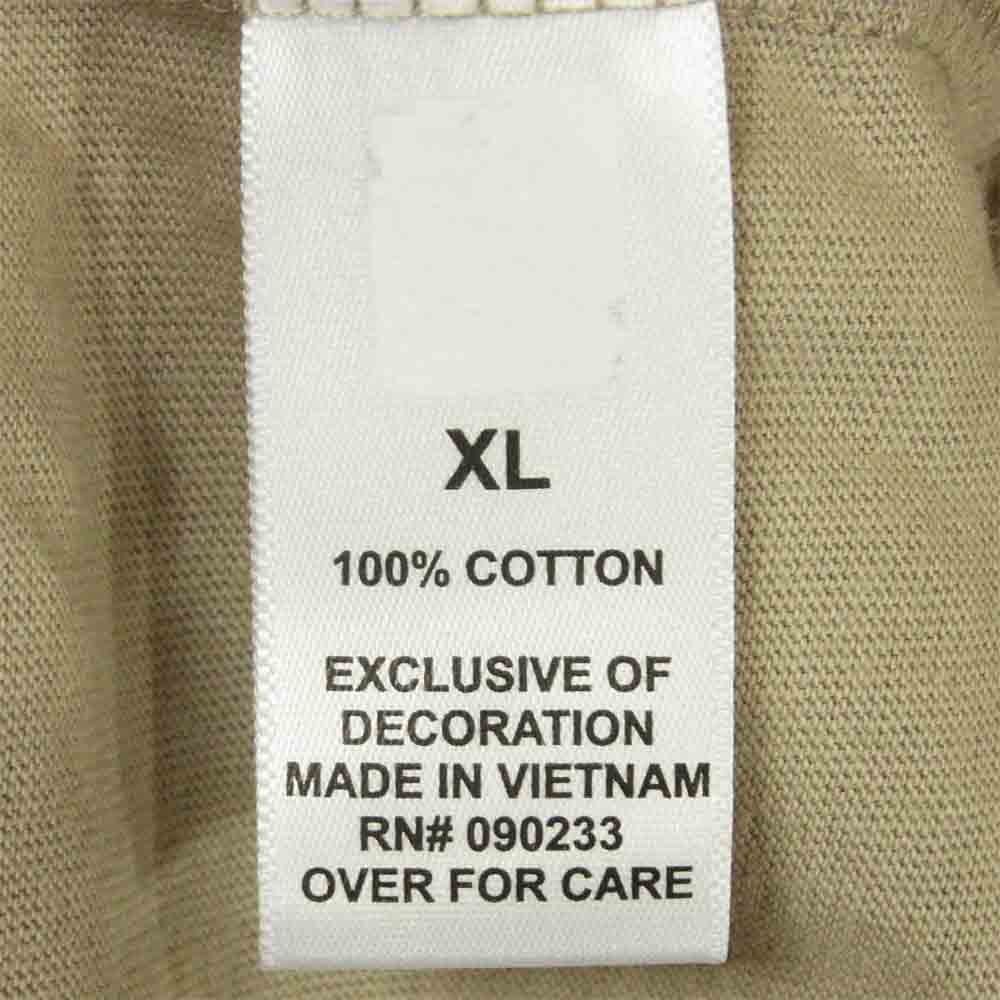 XL
100% COTTON
EXCLUSIVE OF
DECORATION
MADE IN VIETNAM
RN# 090233
OVER FOR CARE